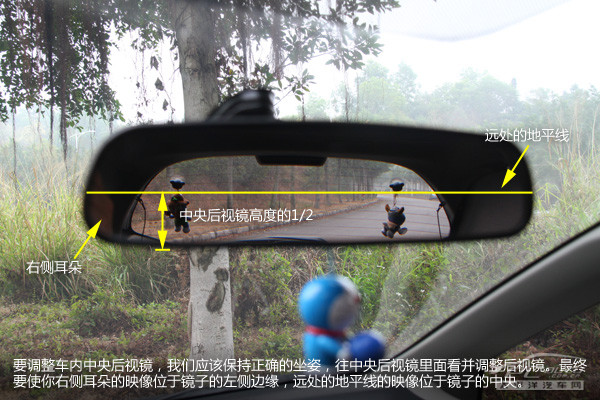 远处的地平线
中央后视镜高度的1/2
右侧耳朵
要调整车内中央后视镜，我们应该保持正确的坐姿，往中央后视镜里面看并调整后视镜。最终
要使你右侧耳朵的映像位于镜子的左侧边缘，远处的地平线的映像位于镜子的中央。
洋汽车网